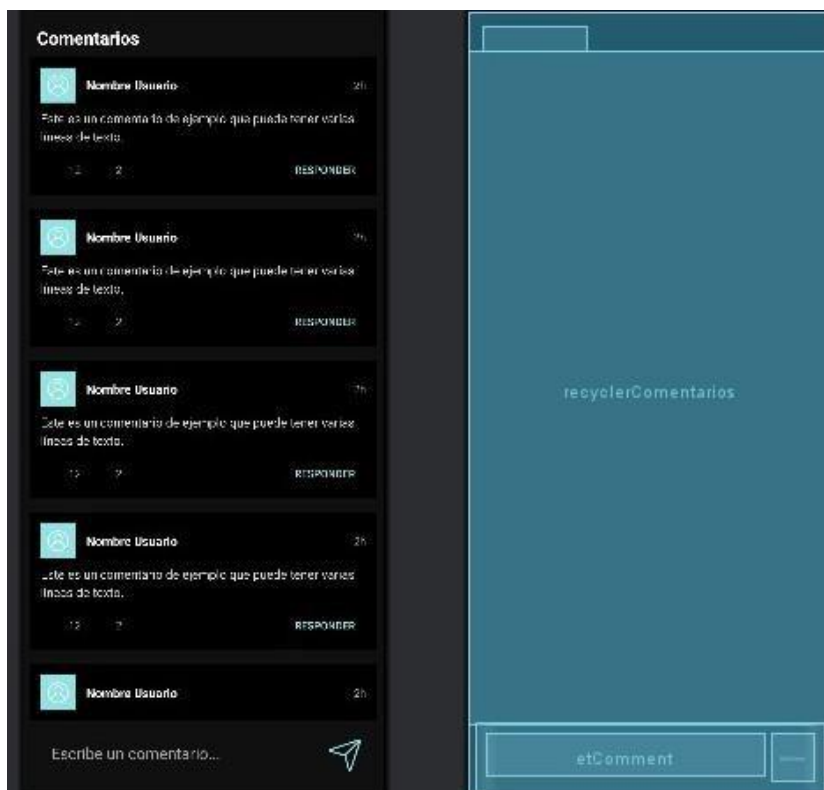 Comentarios
Nombre Usuario 2h
Este es un comentario de ejemplo que puede tener varias
líneas de texto.
12 2 RESPONDER
Nombre Usuario 2h
Este es un comentario de ejemplo que puede tener varias
líneas de texto.
12 2 RESPONDER
Nombre Usuario 2h
Este es un comentario de ejemplo que puede tener varias
líneas de texto.
12 2 RESPONDER
Nombre Usuario 2h
Este es un comentario de ejemplo que puede tener varias
líneas de texto.
12 2 RESPONDER
Nombre Usuario 2h
Escribe un comentario...
recyclerComentarios
etComment